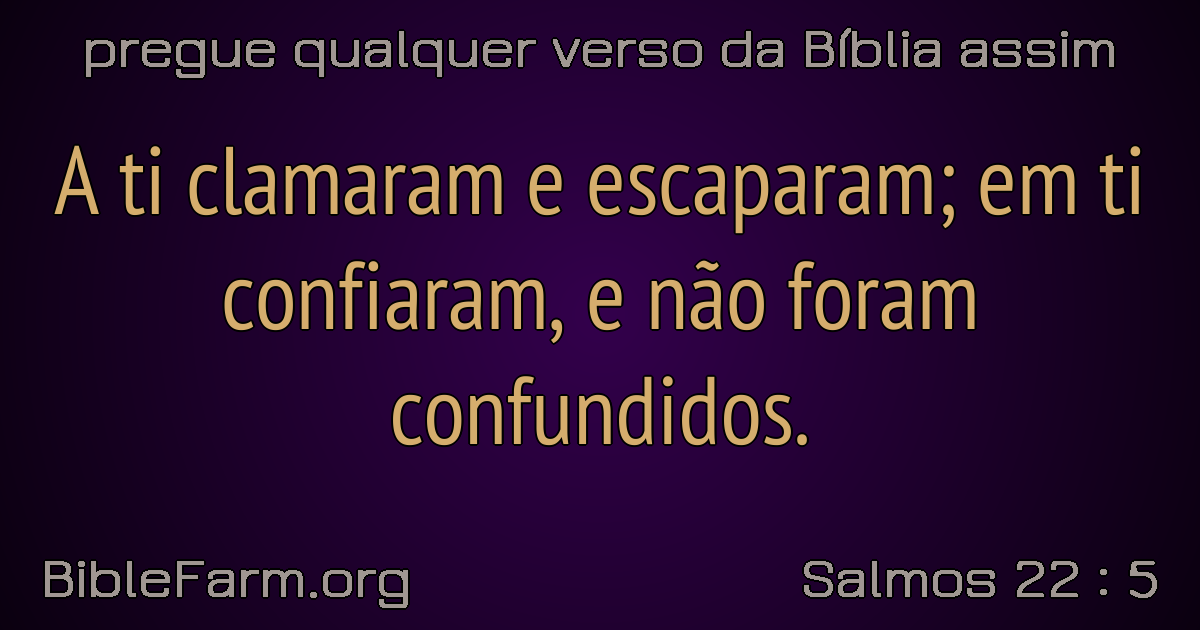 pregue qualquer verso da Bíblia assim
A ti clamaram e escaparam; em ti
confiaram, e não foram
confundidos.
BibleFarm.org
Salmos 22 : 5